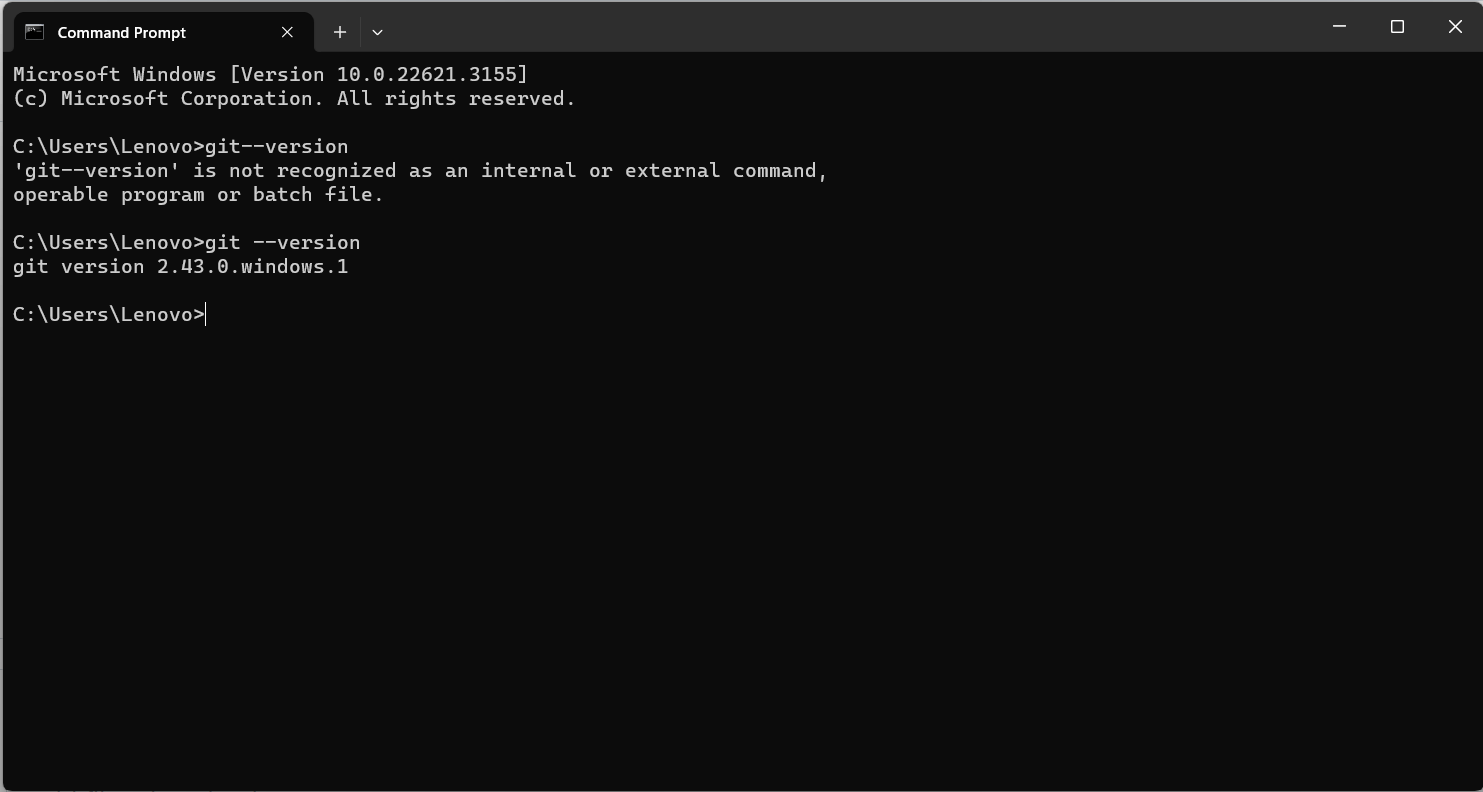 Command Prompt
Microsoft Windows [Version 10.0.22621.3155]
(c) Microsoft Corporation. All rights reserved.
C:\Users\Lenovo>git--version
'git--version' is not recognized as an internal or external command,
operable program or batch file.
C:\Users\Lenovo>git --version
git version 2.43.0.windows.1
C:\Users\Lenovo>